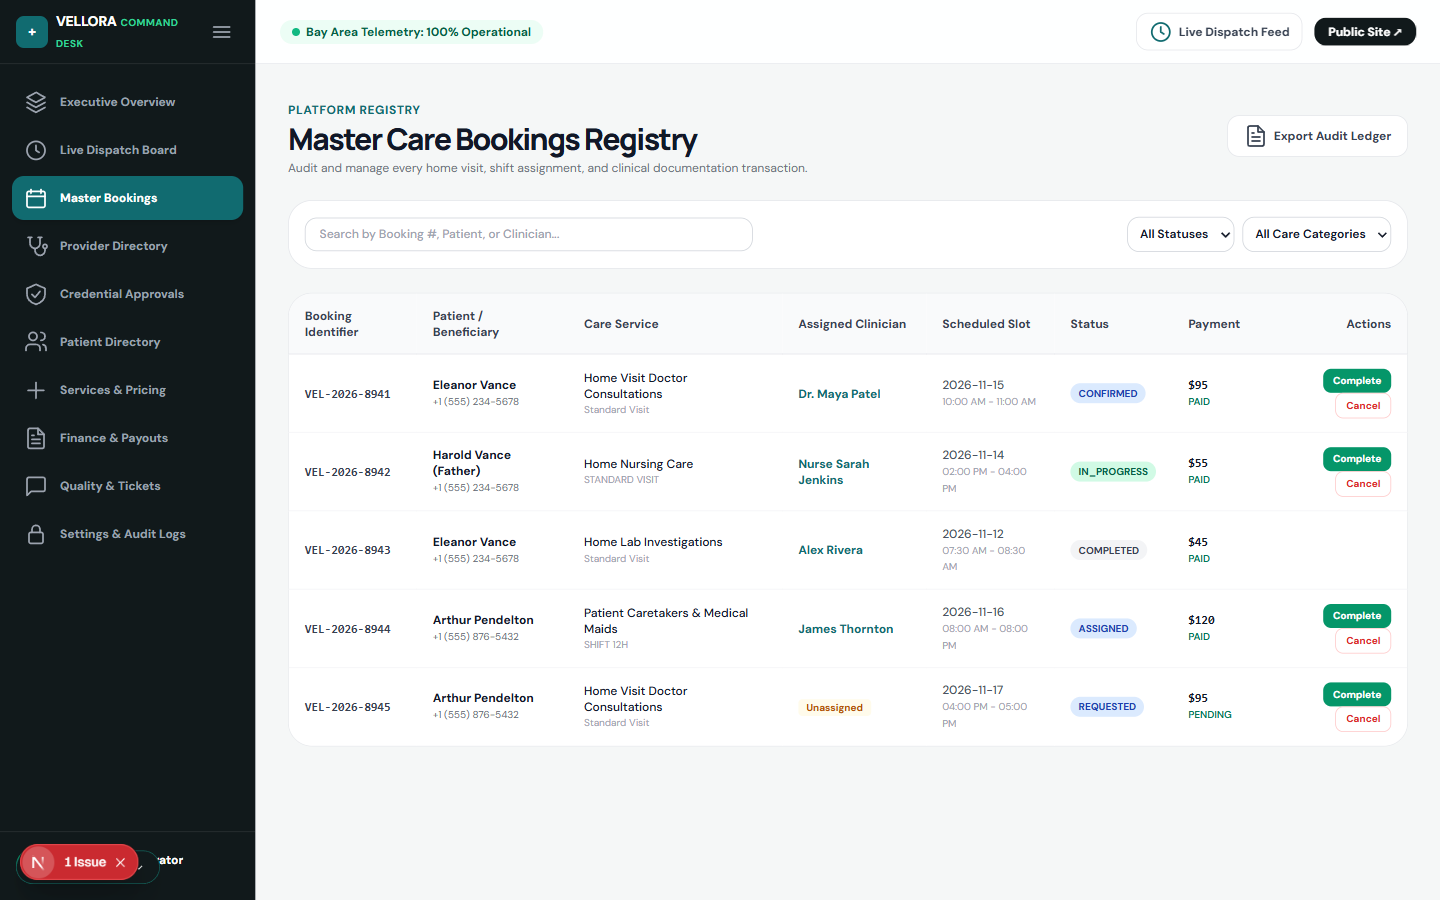 VELLORA COMMAND
DESK
Executive Overview
Live Dispatch Board
Master Bookings
Provider Directory
Credential Approvals
Patient Directory
Services & Pricing
Finance & Payouts
Quality & Tickets
Settings & Audit Logs
1 Issue
Bay Area Telemetry: 100% Operational
Live Dispatch Feed
Public Site ↗
PLATFORM REGISTRY
Master Care Bookings Registry
Audit and manage every home visit, shift assignment, and clinical documentation transaction.
Export Audit Ledger
Search by Booking #, Patient, or Clinician...
All Statuses
All Care Categories
Booking
Identifier
Patient /
Beneficiary
Care Service
Assigned Clinician
Scheduled Slot
Status
Payment
Actions
VEL-2026-8941
Eleanor Vance
+1 (555) 234-5678
Home Visit Doctor
Consultations
Standard Visit
Dr. Maya Patel
2026-11-15
10:00 AM - 11:00 AM
CONFIRMED
$95
PAID
Complete
Cancel
VEL-2026-8942
Harold Vance
(Father)
+1 (555) 234-5678
Home Nursing Care
STANDARD VISIT
Nurse Sarah
Jenkins
2026-11-14
02:00 PM - 04:00
PM
IN_PROGRESS
$55
PAID
Complete
Cancel
VEL-2026-8943
Eleanor Vance
+1 (555) 234-5678
Home Lab Investigations
Standard Visit
Alex Rivera
2026-11-12
07:30 AM - 08:30
AM
COMPLETED
$45
PAID
VEL-2026-8944
Arthur Pendelton
+1 (555) 876-5432
Patient Caretakers & Medical
Maids
SHIFT 12H
James Thornton
2026-11-16
08:00 AM - 08:00
PM
ASSIGNED
$120
PAID
Complete
Cancel
VEL-2026-8945
Arthur Pendelton
+1 (555) 876-5432
Home Visit Doctor
Consultations
Standard Visit
Unassigned
2026-11-17
04:00 PM - 05:00
PM
REQUESTED
$95
PENDING
Complete
Cancel